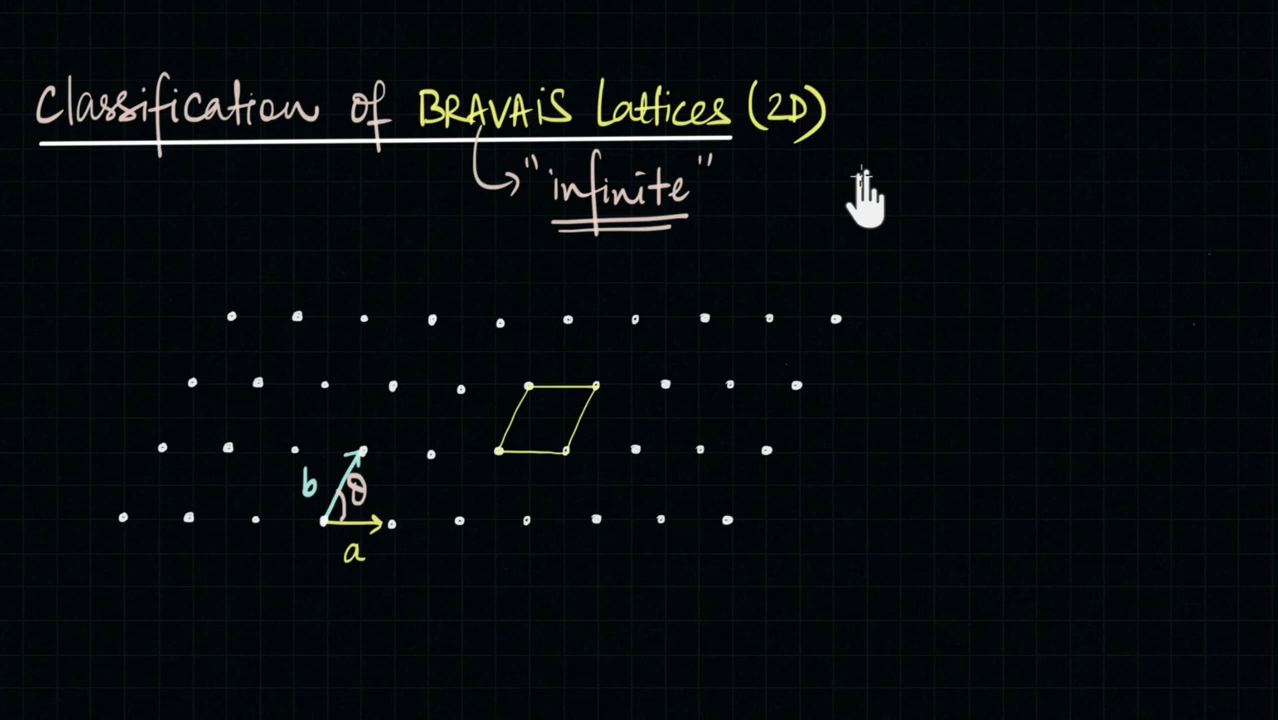 Classification of BRAVAIS Lattices (2D)
"infinite"
b θ
a